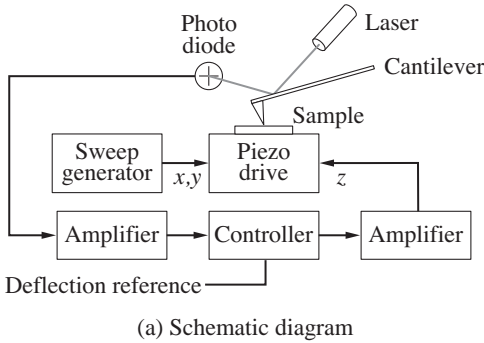 Photo
diode
Laser
Cantilever
Sample
Sweep
generator
x,y
Piezo
drive
z
Amplifier
Controller
Amplifier
Deflection reference
(a) Schematic diagram